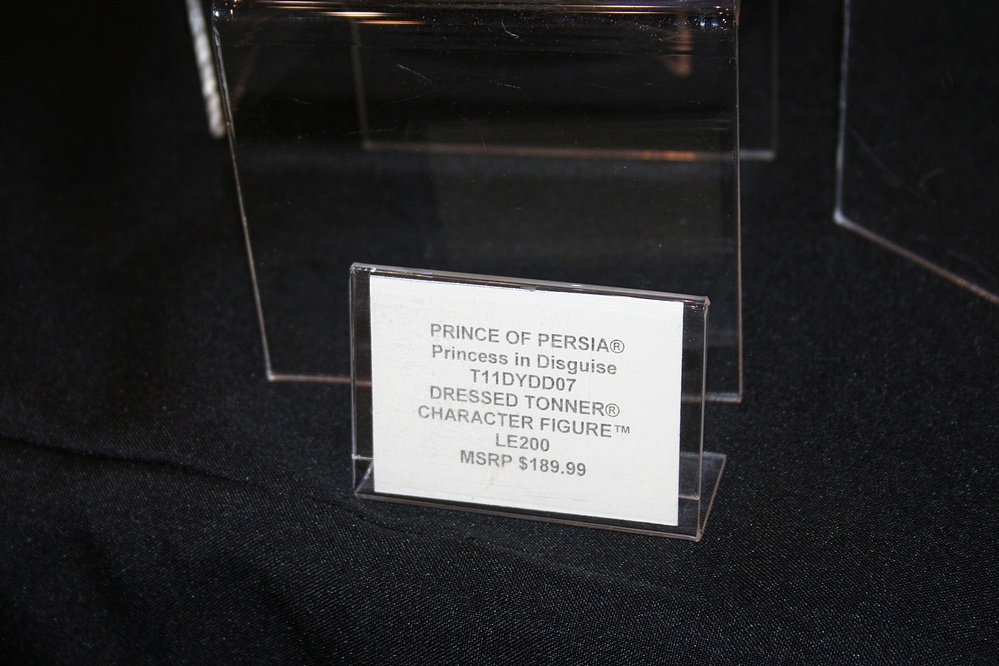 PRINCE OF PERSIA®
Princess in Disguise
T11DYDD07
DRESSED TONNER®
CHARACTER FIGURE™
LE200
MSRP $189.99